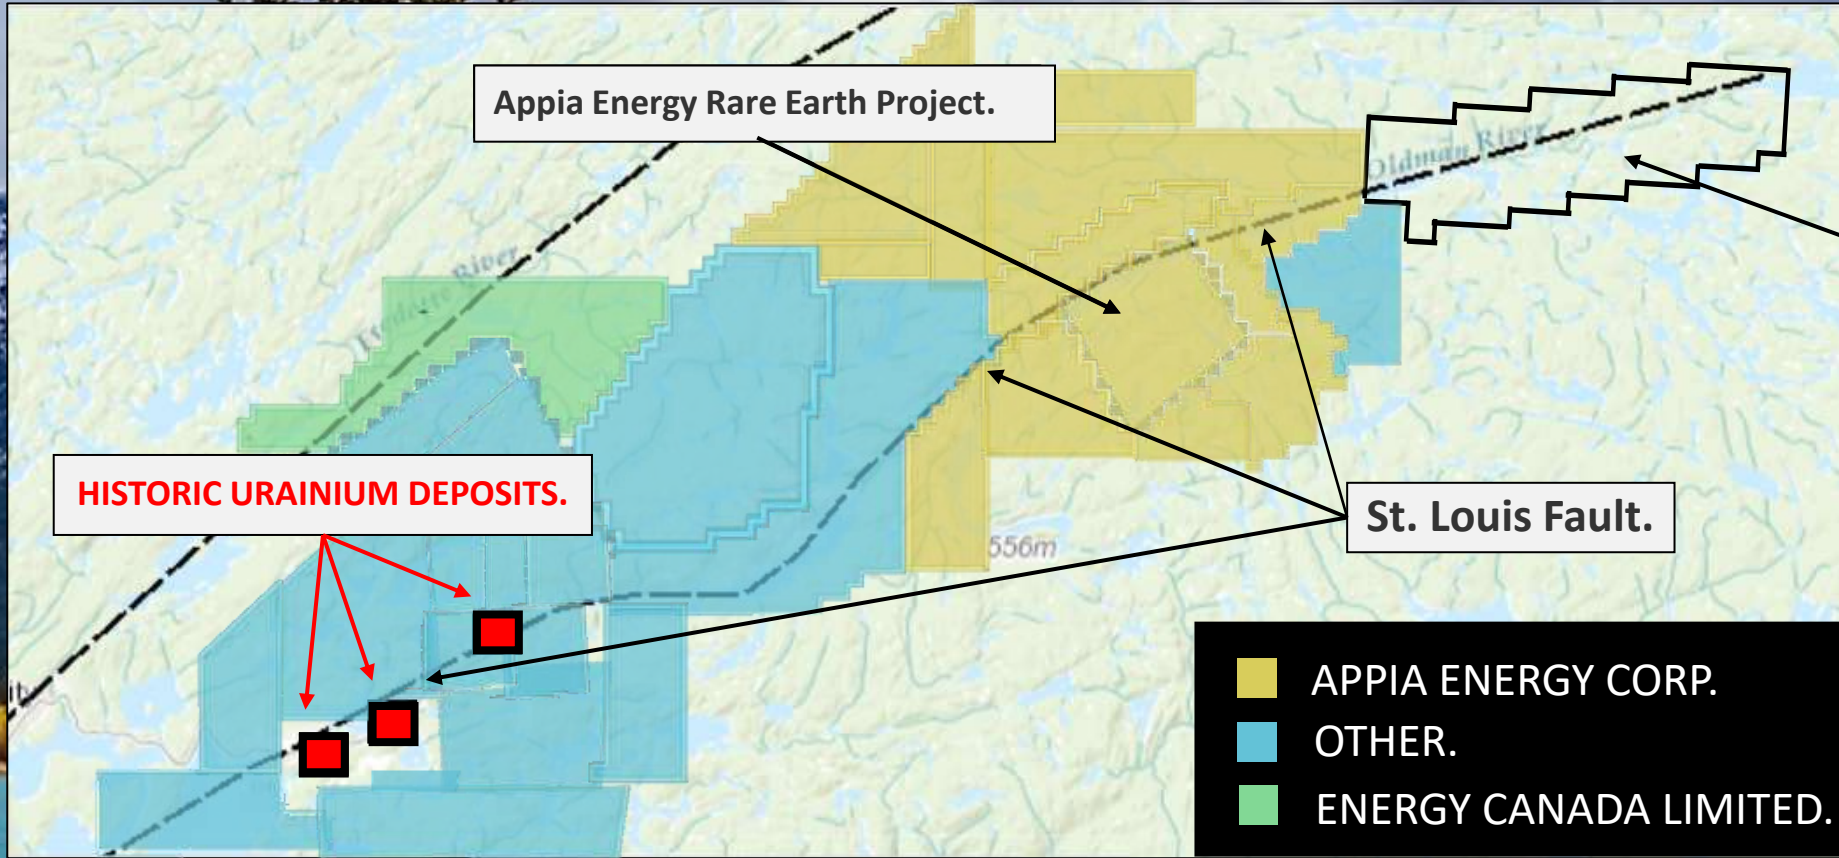 Appia Energy Rare Earth Project.
Oldman River
River
HISTORIC URAINIUM DEPOSITS.
St. Louis Fault.
556m
APPIA ENERGY CORP.
OTHER.
ENERGY CANADA LIMITED.